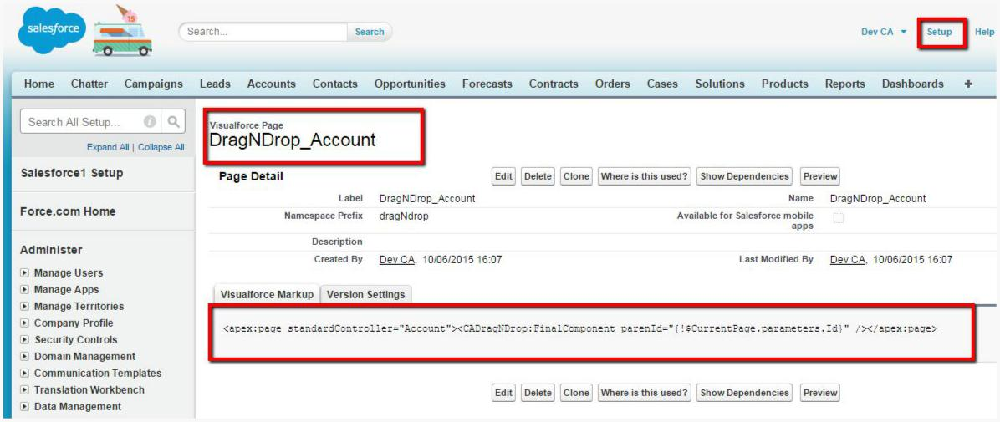 salesforce
15
Search...
Search
Dev CA
Setup
Help
Home Chatter Campaigns Leads Accounts Contacts Opportunities Forecasts Contracts Orders Cases Solutions Products Reports Dashboards +
Search All Setup...
Expand All | Collapse All
Salesforce1 Setup
Force.com Home
Administer
Manage Users
Manage Apps
Manage Territories
Company Profile
Security Controls
Domain Management
Communication Templates
Translation Workbench
Data Management
Visualforce Page
DragNDrop_Account
Page Detail
Edit Delete Clone Where is this used? Show Dependencies Preview
Label DragNDrop_Account Name DragNDrop_Account
Namespace Prefix dragNdrop Available for Salesforce mobile
apps
Description
Created By Dev CA, 10/06/2015 16:07 Last Modified By Dev CA, 10/06/2015 16:07
Visualforce Markup Version Settings
<apex:page standardController="Account"><CADragNDrop:FinalComponent parenId="{!$CurrentPage.parameters.Id}" /></apex:page>
Edit Delete Clone Where is this used? Show Dependencies Preview